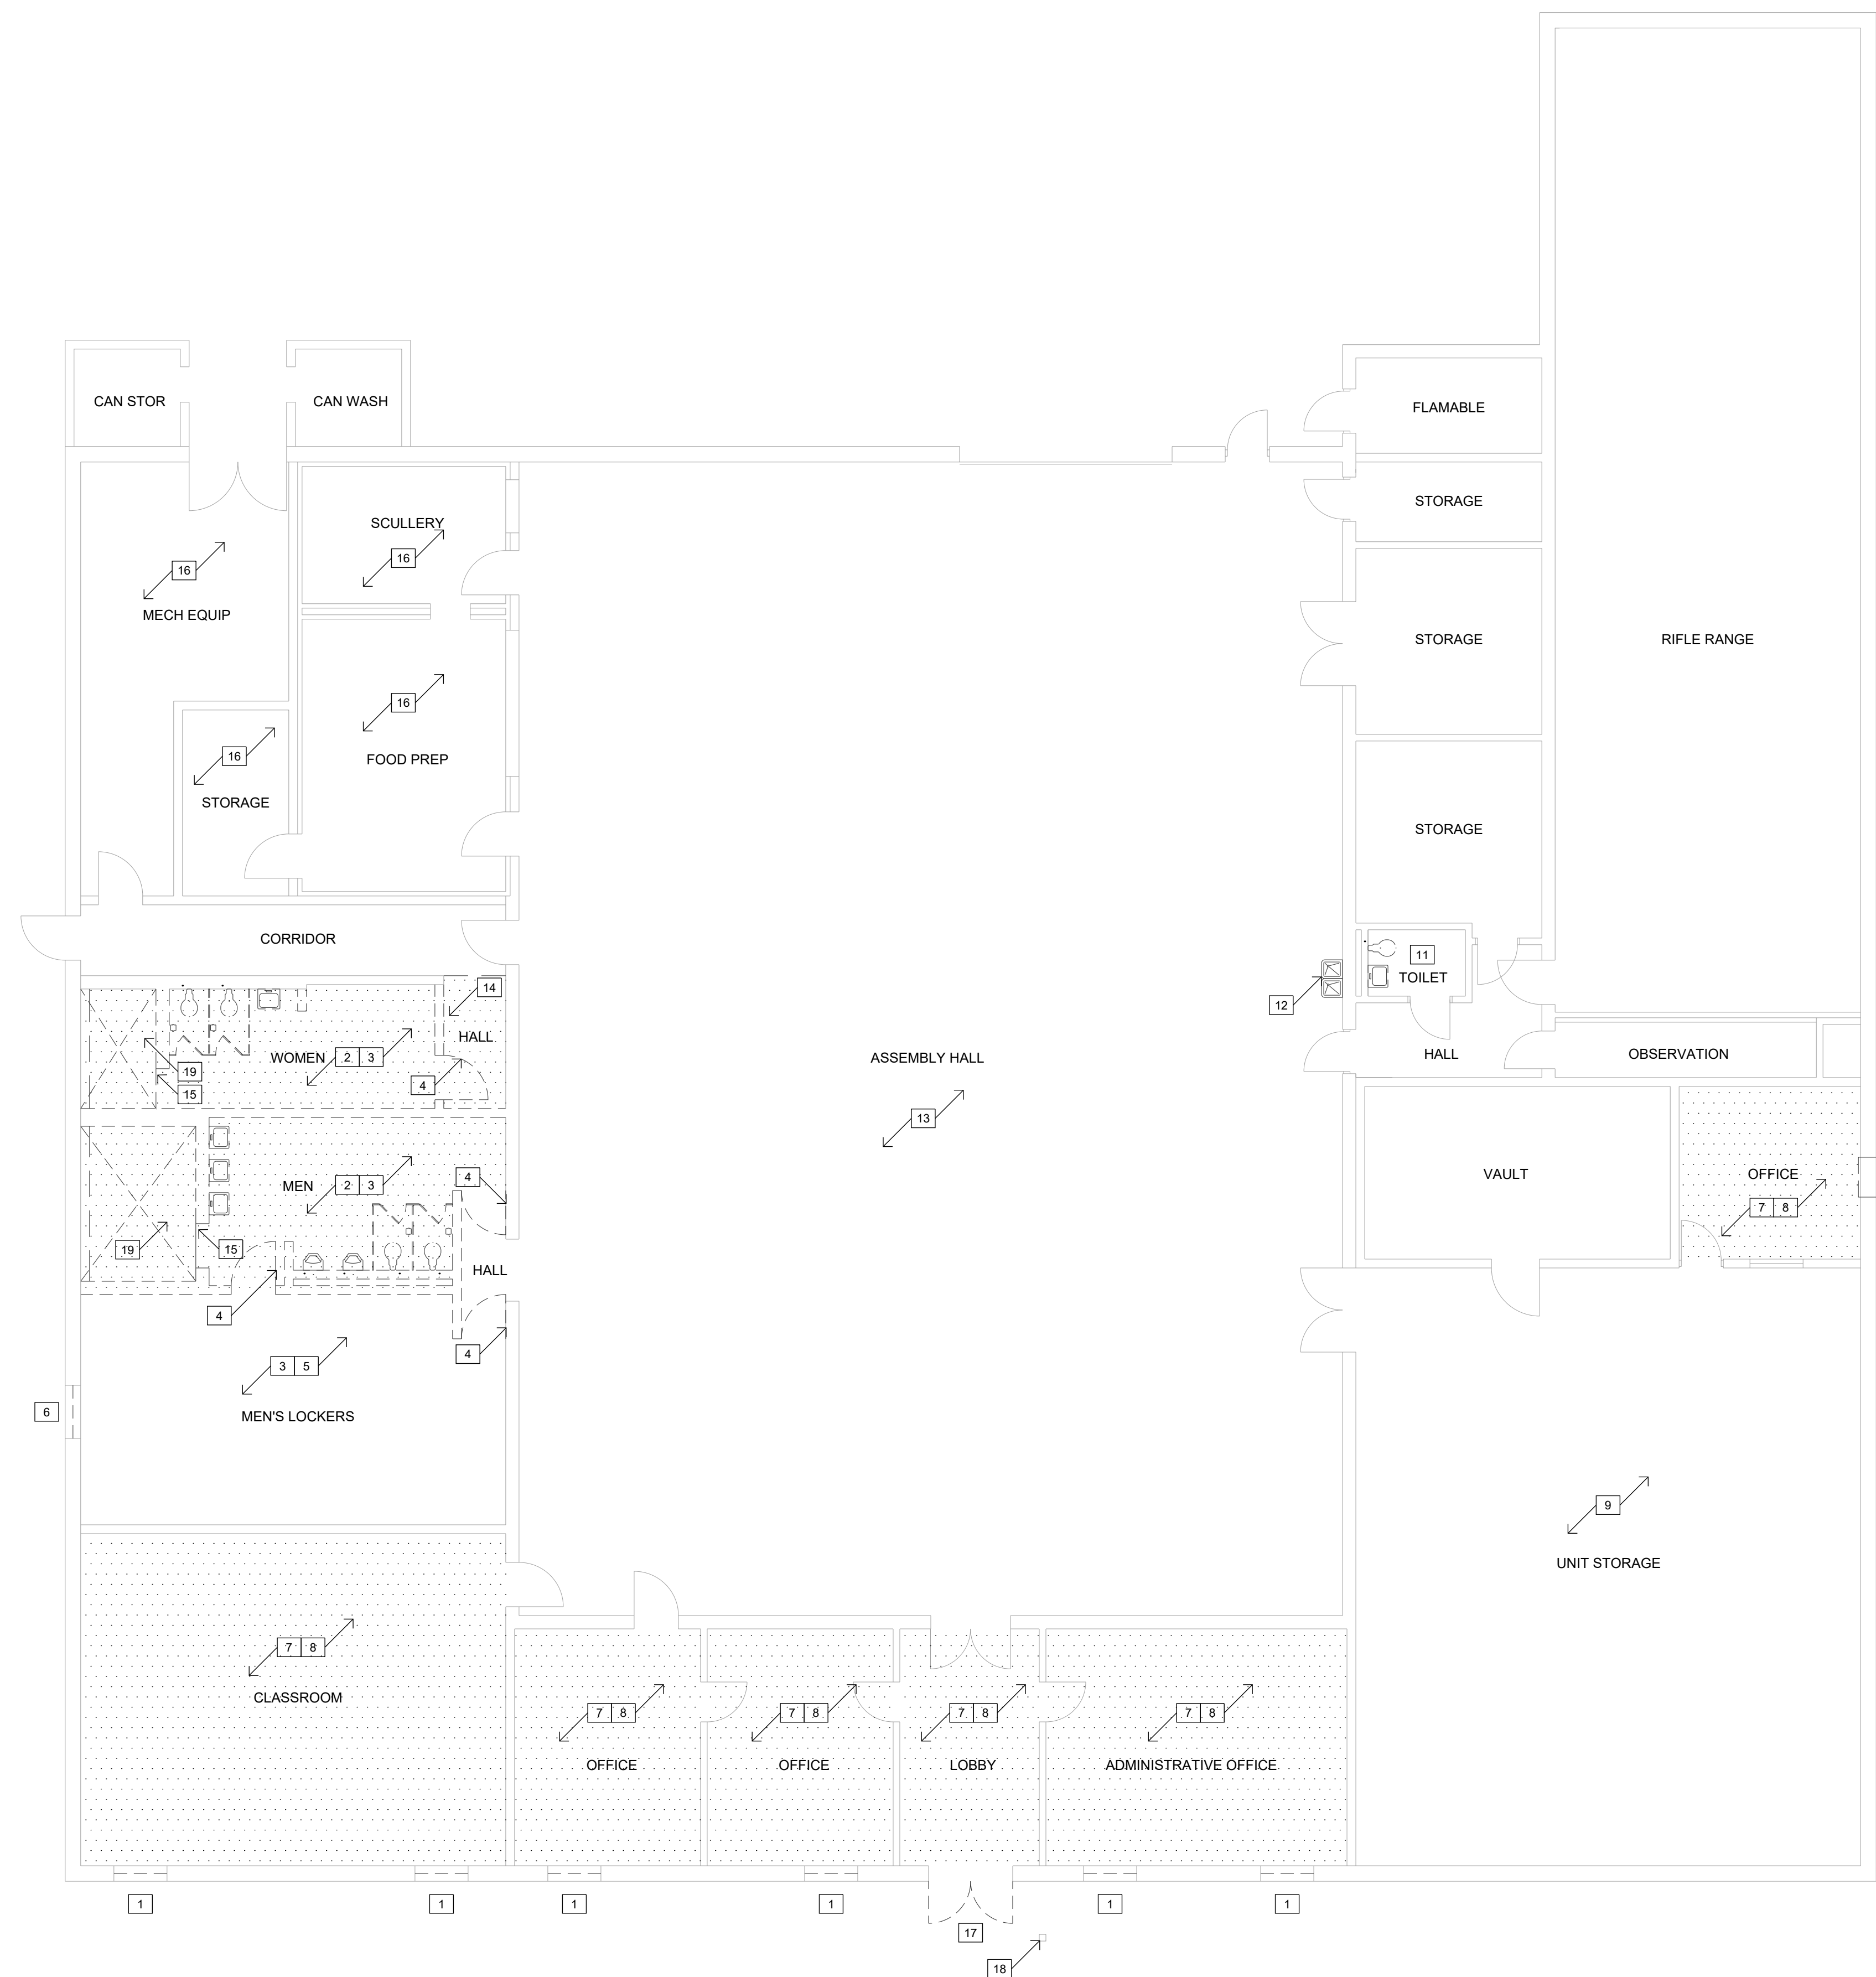 CAN STOR
CAN WASH
FLAMABLE
STORAGE
SCULLERY
16
16
MECH EQUIP
STORAGE
RIFLE RANGE
16
FOOD PREP
16
STORAGE
STORAGE
CORRIDOR
11
TOILET
14
12
HALL
WOMEN
2 3
ASSEMBLY HALL
HALL
OBSERVATION
19
4
15
13
VAULT
OFFICE
4
MEN
2 3
7 8
19
15
HALL
4
4
3 5
6
MEN'S LOCKERS
9
UNIT STORAGE
7 8
CLASSROOM
7 8
7 8
7 8
7 8
OFFICE
OFFICE
LOBBY
ADMINISTRATIVE OFFICE
1
1
1
1
1
1
17
18